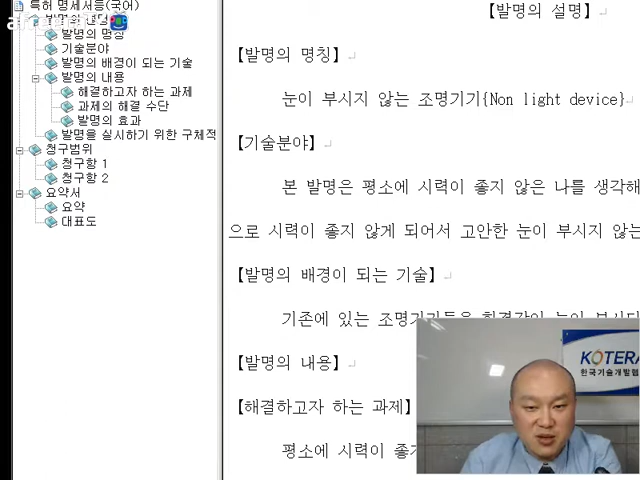 특허 명세서등(국어)
발명의 명칭
기술분야
발명의 배경이 되는 기술
발명의 내용
해결하고자 하는 과제
과제의 해결 수단
발명의 효과
발명을 실시하기 위한 구체적
청구범위
청구항 1
청구항 2
요약서
요약
대표도
【발명의 설명】
【발명의 명칭】
눈이 부시지 않는 조명기기{Non light device}
【기술분야】
본 발명은 평소에 시력이 좋지 않은 나를 생각해
으로 시력이 좋지 않게 되어서 고안한 눈이 부시지 않는
【발명의 배경이 되는 기술】
기존에 있는
【발명의 내용】
【해결하고자 하는 과제】
평소에 시력이
KOTERA
한국기술개발협